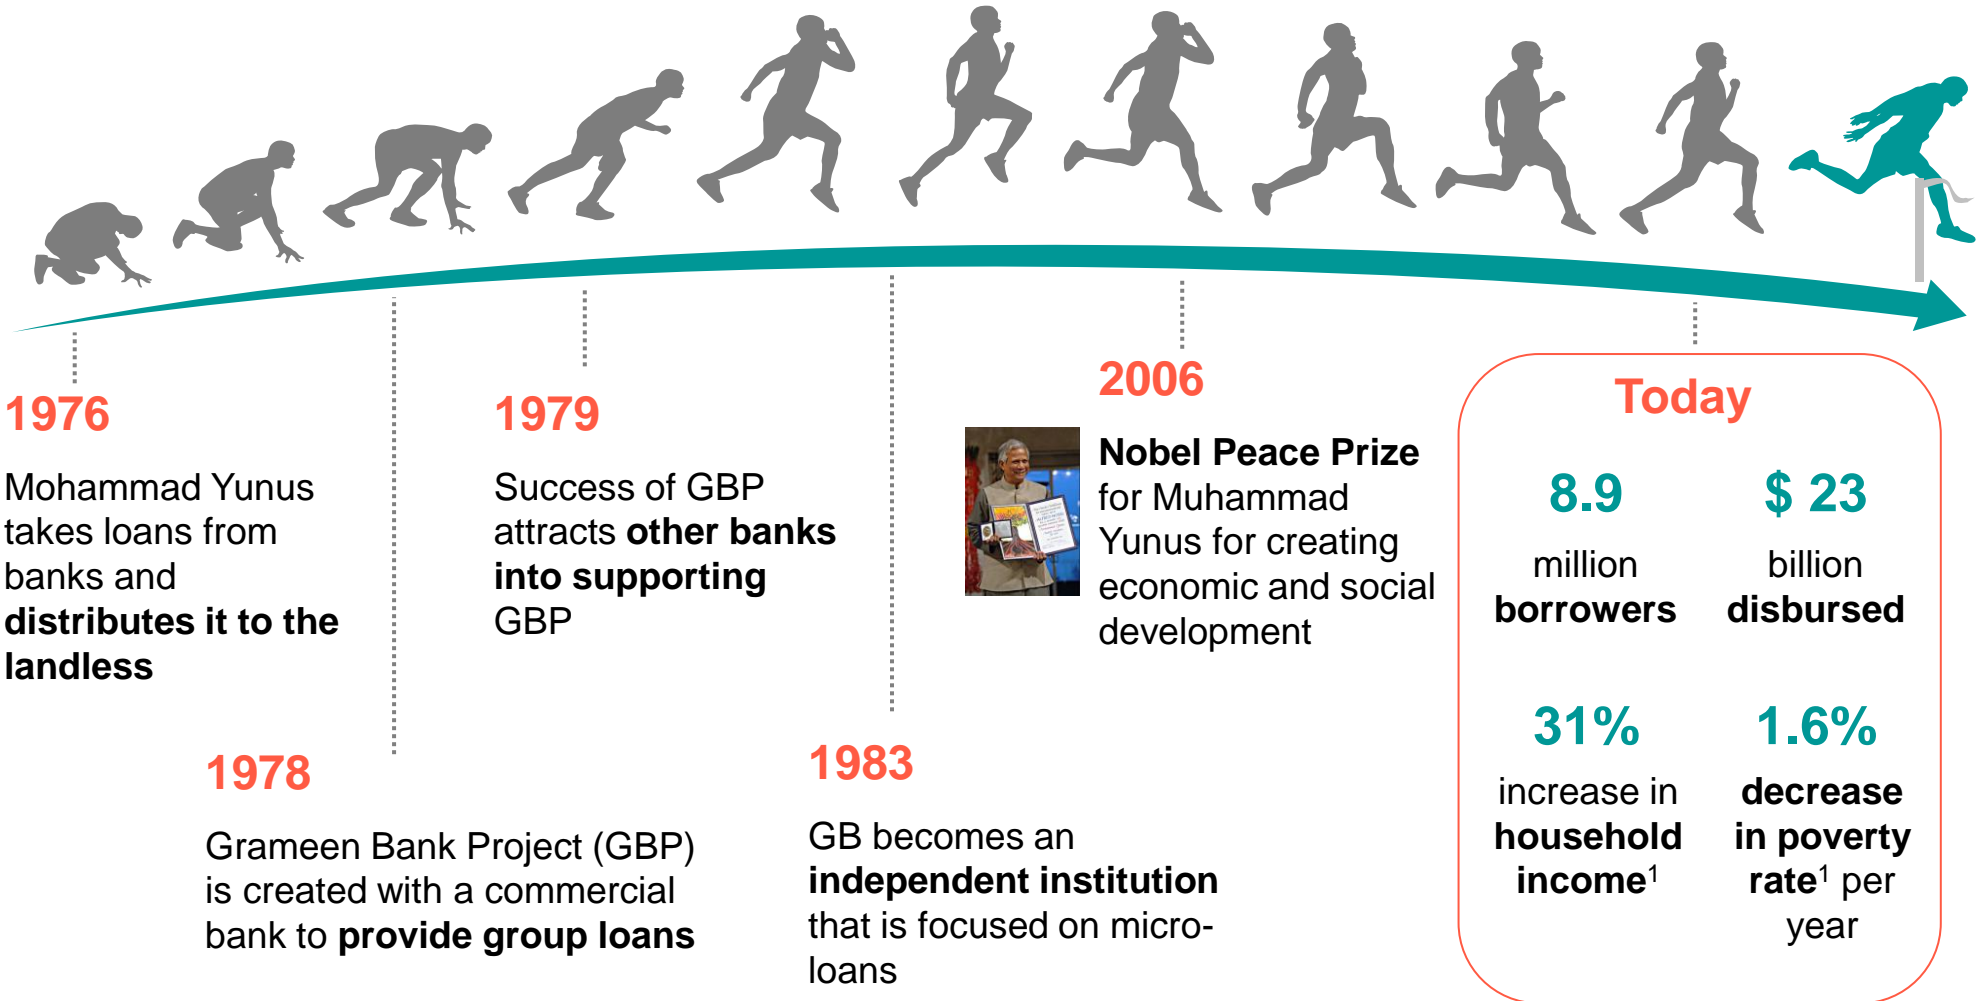 1976
Mohammad Yunus
takes loans from
banks and
distributes it to the
landless
1978
Grameen Bank Project (GBP)
is created with a commercial
bank to provide group loans
1979
Success of GBP
attracts other banks
into supporting
GBP
1983
GB becomes an
independent institution
that is focused on micro-
loans
2006
Nobel Peace Prize
for Muhammad
Yunus for creating
economic and social
development
Today
8.9
million
borrowers
$ 23
billion
disbursed
31%
increase in
household
income¹
1.6%
decrease
in poverty
rate¹ per
year